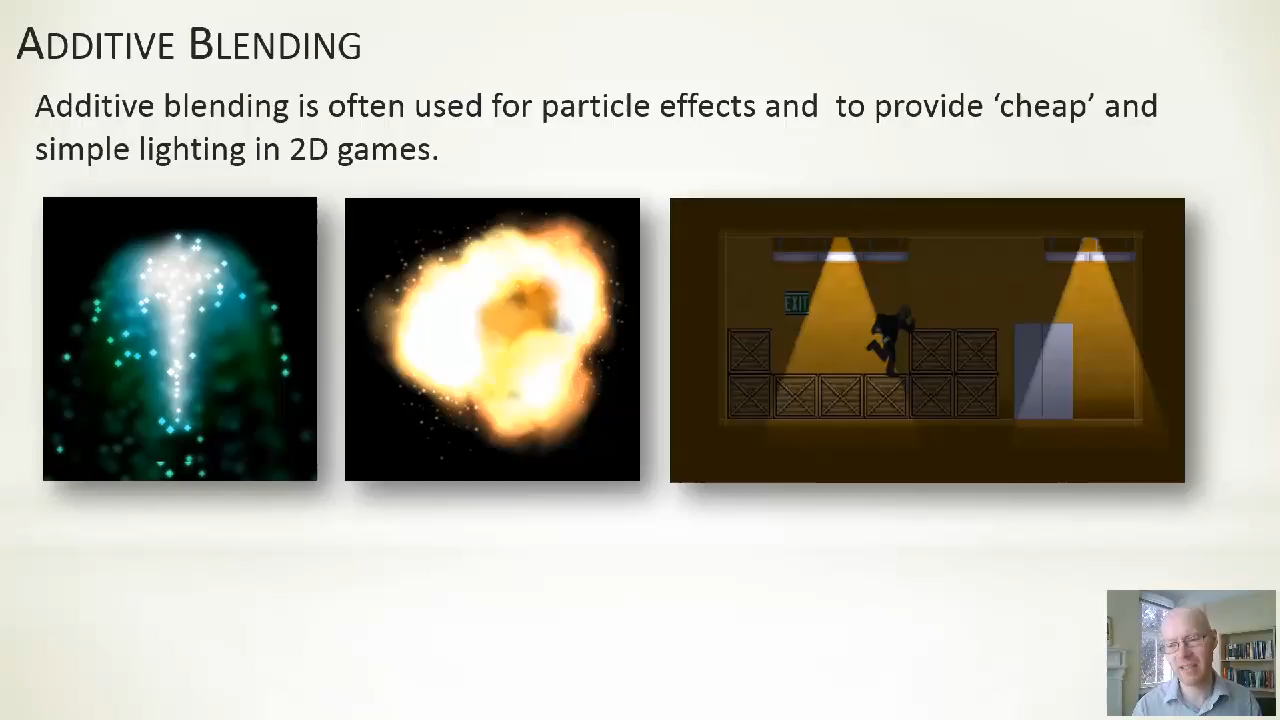 Additive Blending
Additive blending is often used for particle effects and  to provide ‘cheap’ and
simple lighting in 2D games.
EXIT